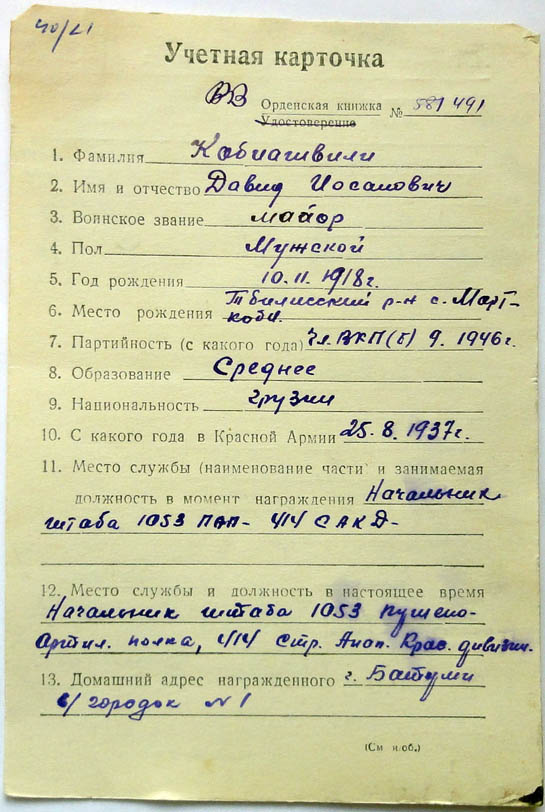 40/21
Учетная карточка
ВВ Орденская книжка № 581491
Удостоверение
1. Фамилия Кобиашвили
2. Имя и отчество Давид Иосапович
3. Воинское звание майор
4. Пол Мужской
5. Год рождения 10.11.1918г.
Тбилисский р-н с. Март-
6. Место рождения коби.
7. Партийность (с какого года) Чл. ВКП(б) 9. 1946г.
8. Образование Среднее
9. Национальность грузин
10. С какого года в Красной Армии 25.8.1937г.
11. Место службы (наименование части и занимаемая
должность в момент награждения Начальник
штаба 1053 ПАП - 414 САКД -
12. Место службы и должность в настоящее время
Начальник штаба 1053 пушечно-
Артил. полка, 414 Стр. Анап. Крас. дивизии.
13. Домашний адрес награжденного г. Батуми
в/городок №1
(См н/об.)